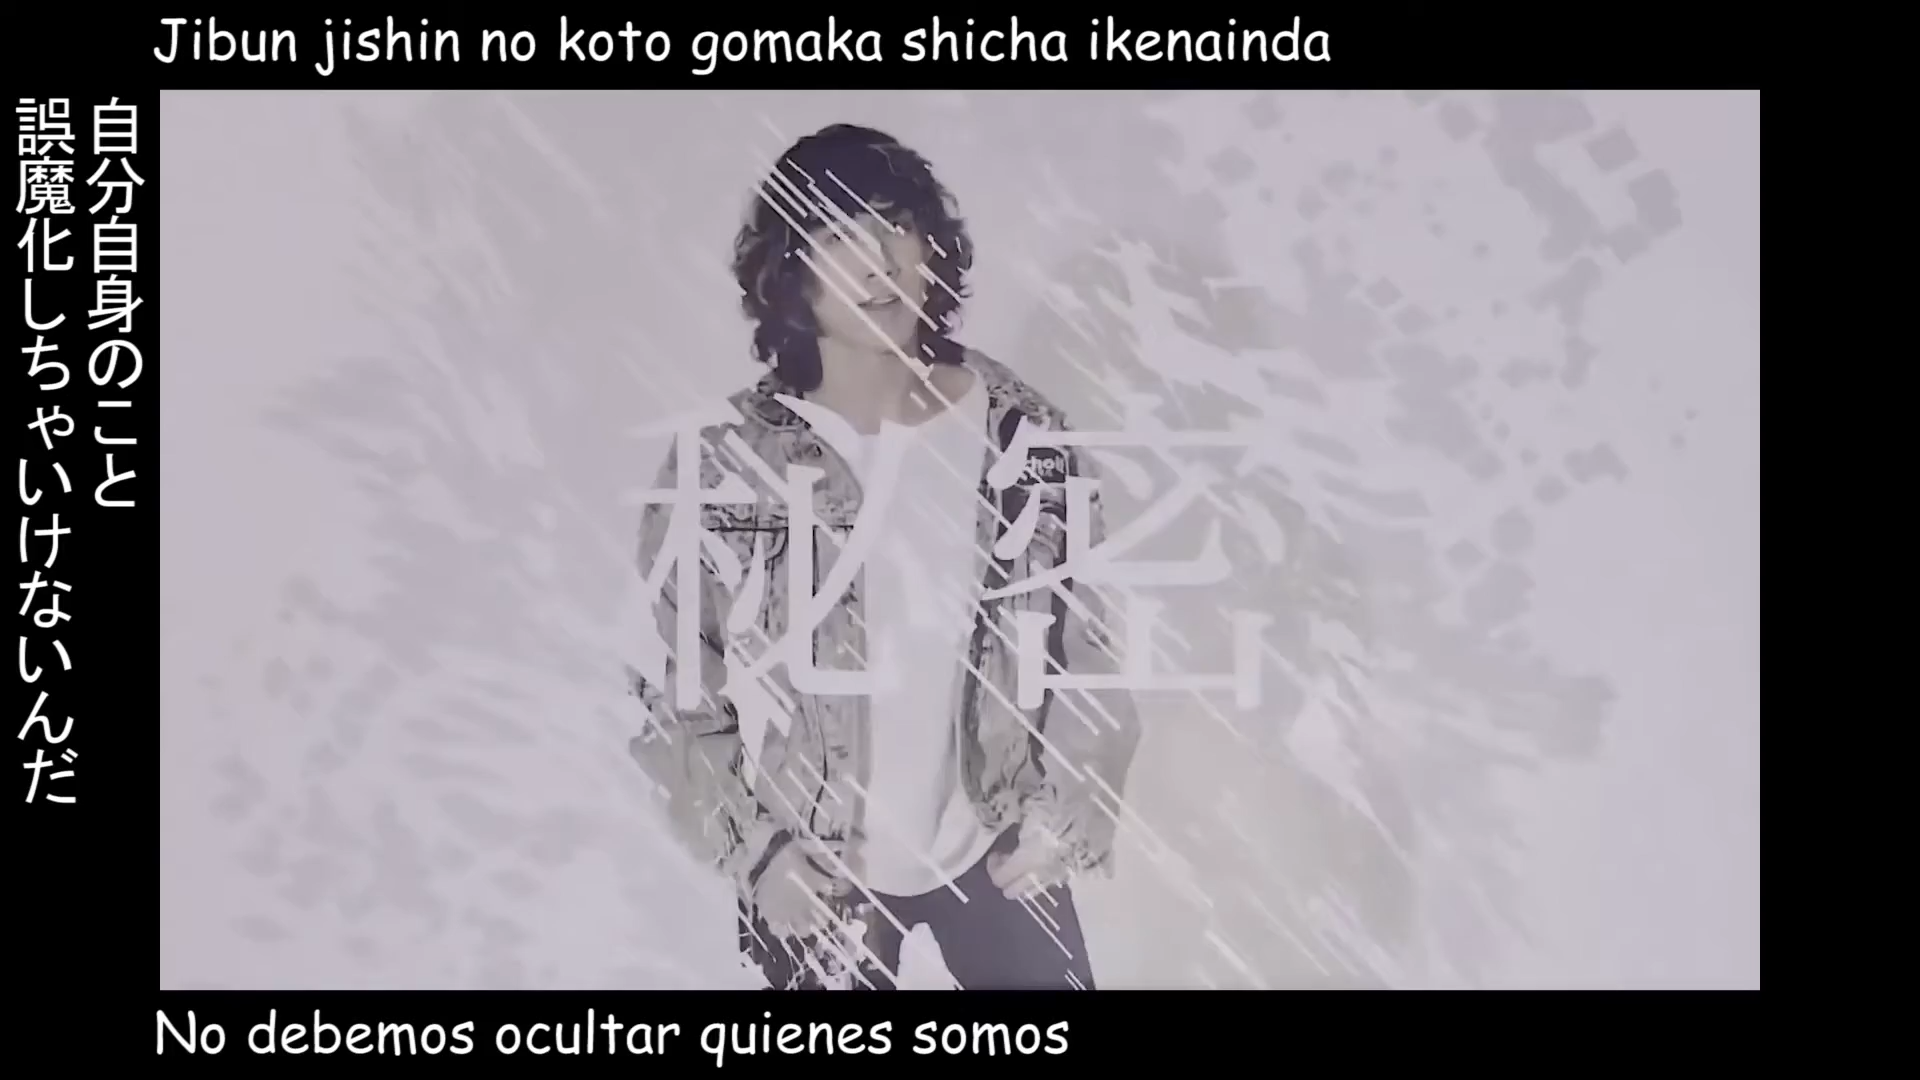 Jibun jishin no koto gomaka shicha ikenainda
自分自身のこと
誤魔化しちゃいけないんだ
秘密
No debemos ocultar quienes somos